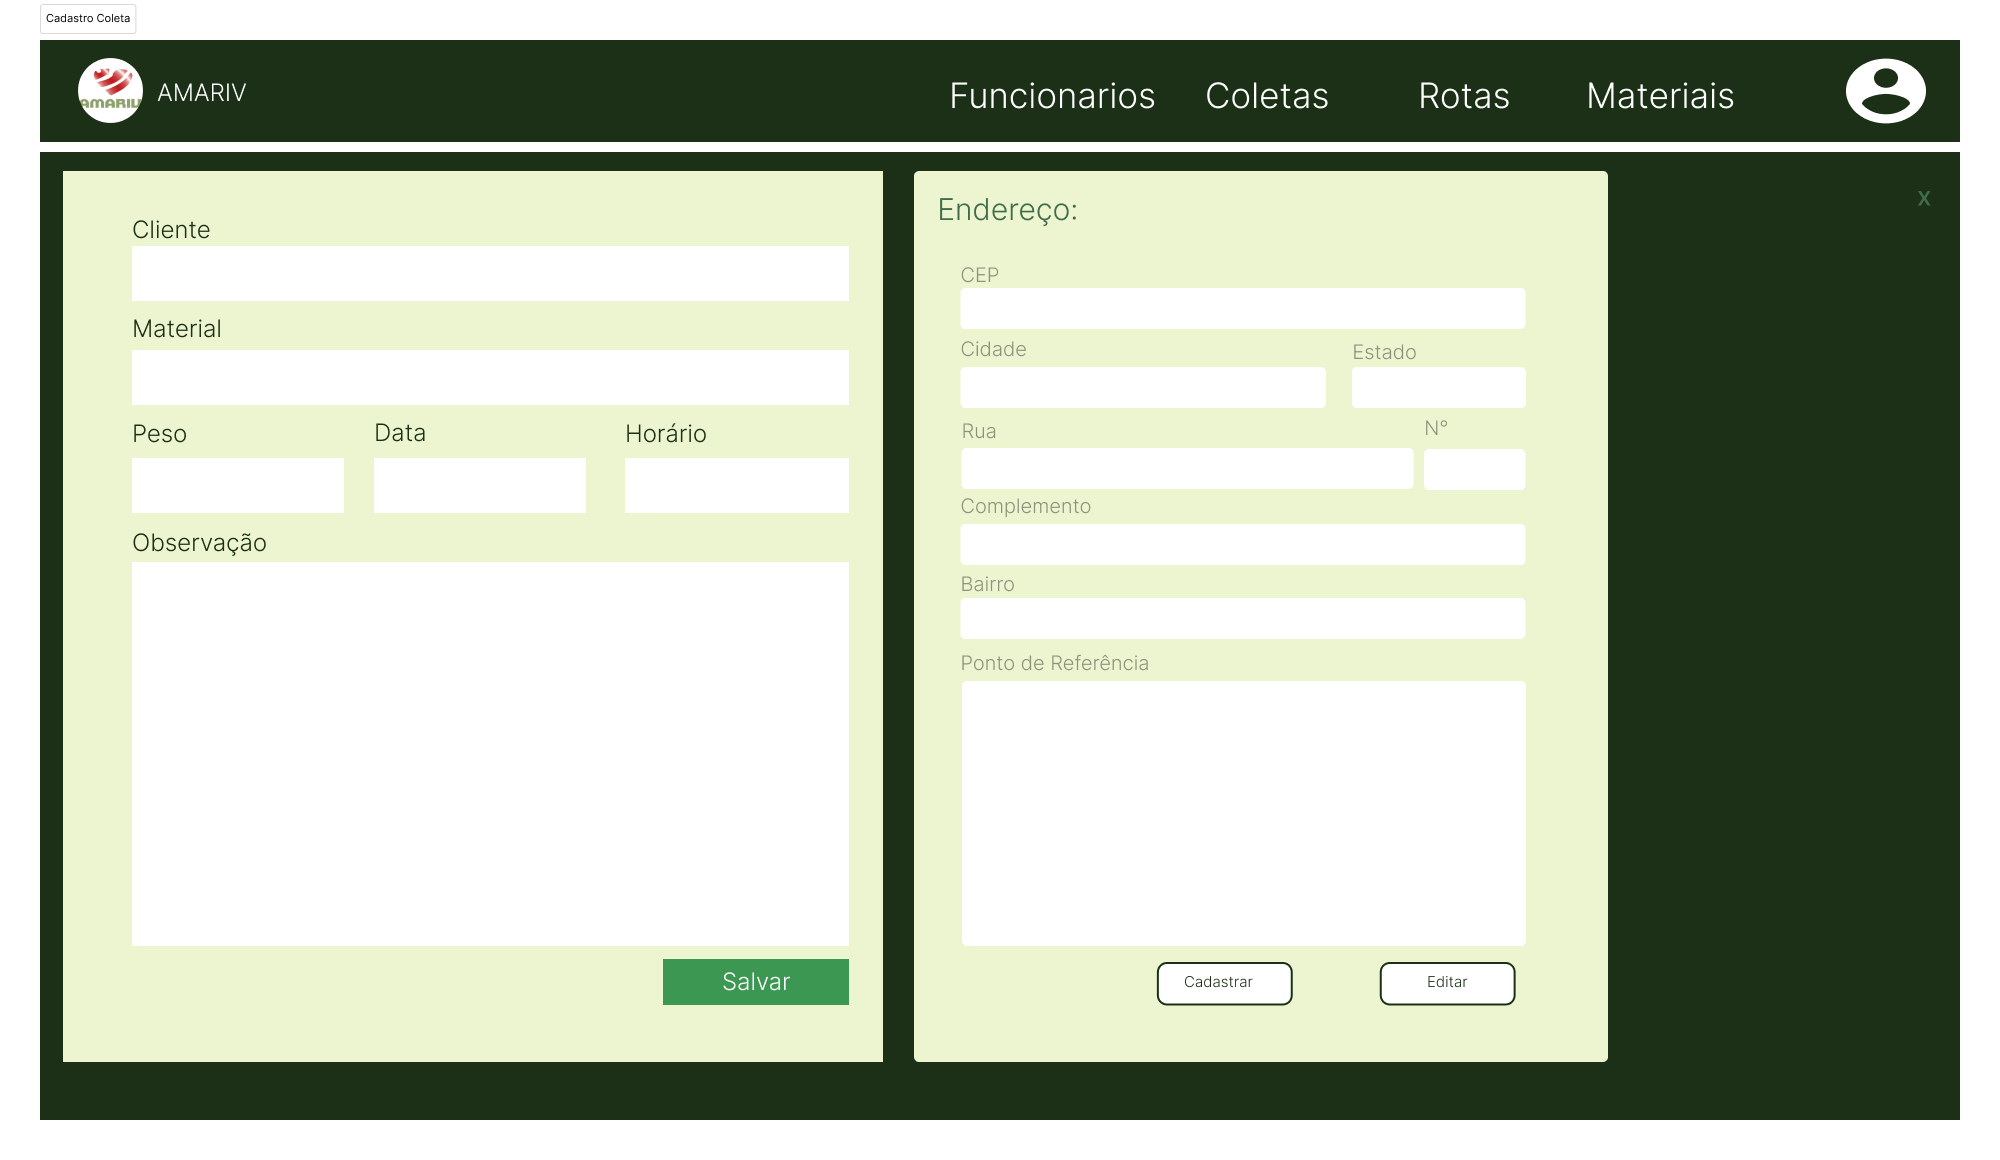 Cadastro Coleta
AMARIV
AMARIV
Funcionarios
Coletas
Rotas
Materiais
Cliente
Material
Peso
Data
Horário
Observação
Salvar
Endereço:
x
CEP
Cidade
Estado
Rua
N°
Complemento
Bairro
Ponto de Referência
Cadastrar
Editar